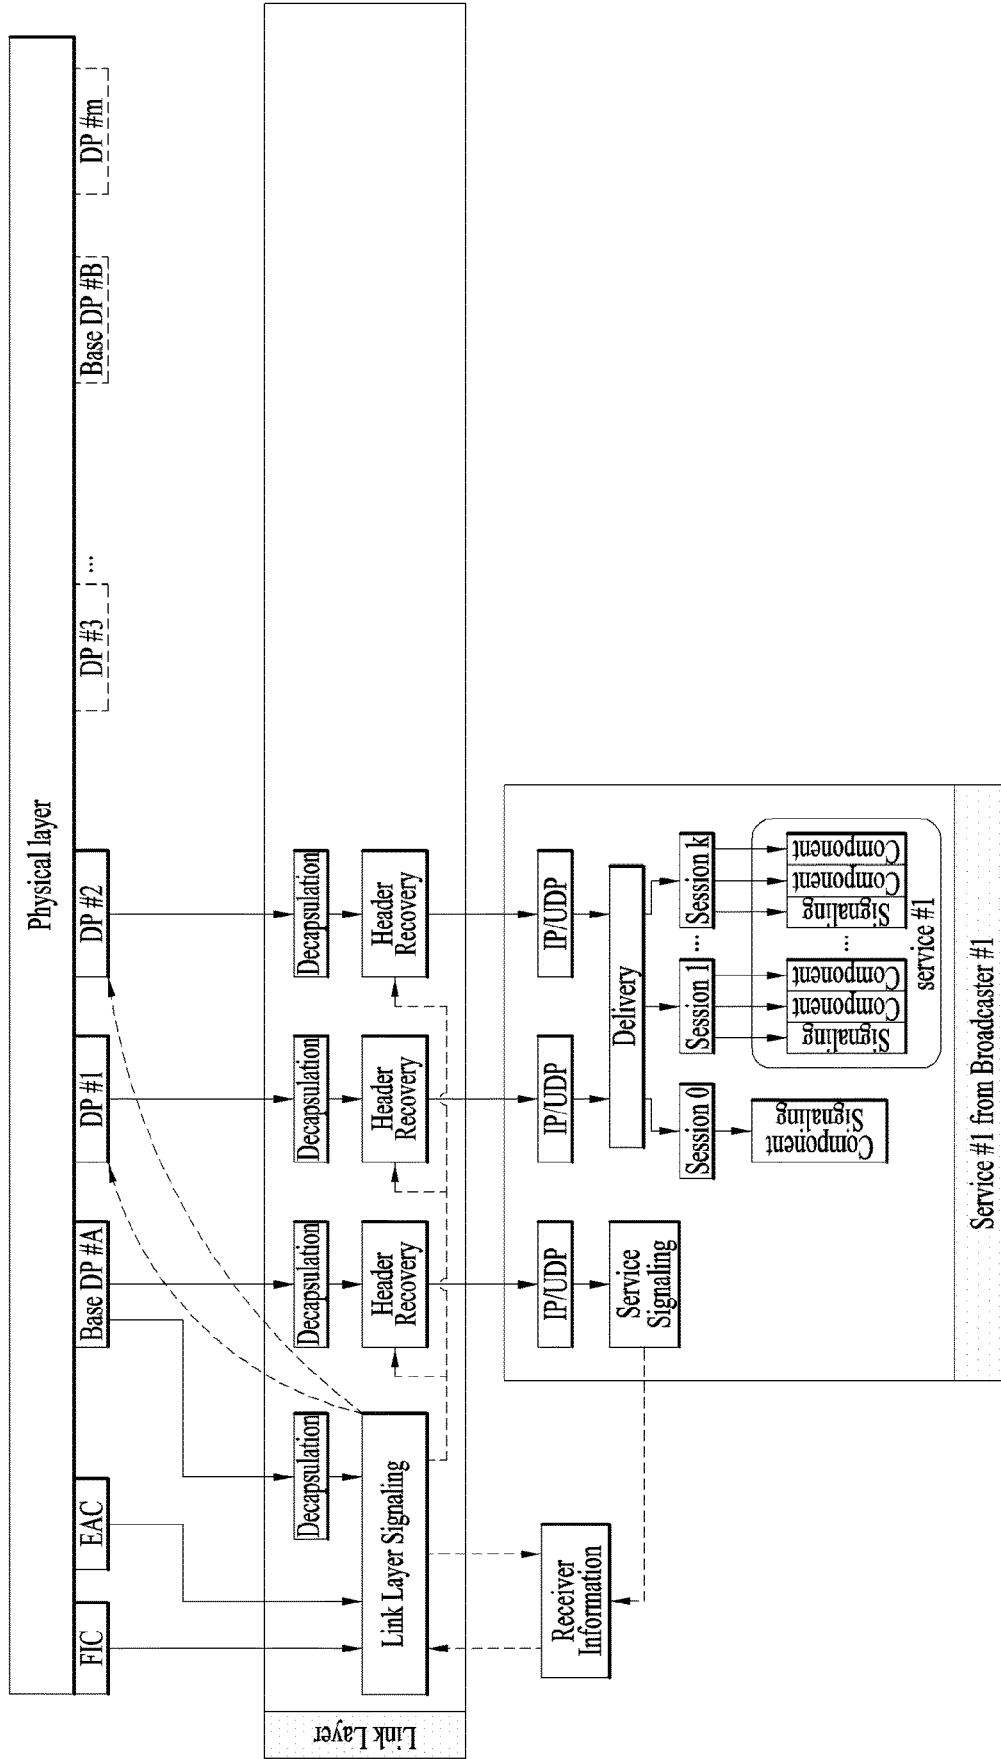 Physical layer
FIC
EAC
Base DP #A
DP #1
DP #2
DP #3
...
Base DP #B
DP #m
Link Layer
Decapsulation
Decapsulation
Decapsulation
Decapsulation
Link Layer Signaling
Header
Recovery
Header
Recovery
Header
Recovery
Receiver
Information
IP/UDP
IP/UDP
IP/UDP
Service
Signaling
Delivery
Session 0
Session 1
...
Session k
Component
Signaling
Signaling
Component
Component
...
Signaling
Component
Component
service #1
Service #1 from Broadcaster #1